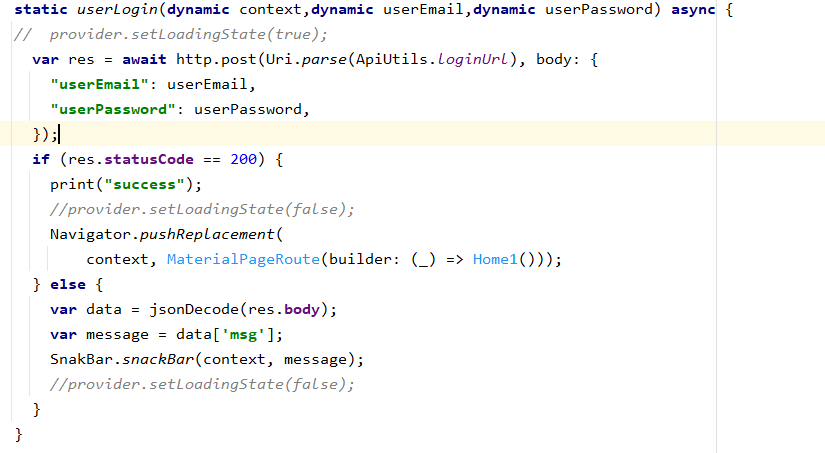 static userLogin(dynamic context,dynamic userEmail,dynamic userPassword) async {
//  provider.setLoadingState(true);
  var res = await http.post(Uri.parse(ApiUtils.loginUrl), body: {
    "userEmail": userEmail,
    "userPassword": userPassword,
  });
  if (res.statusCode == 200) {
    print("success");
    //provider.setLoadingState(false);
    Navigator.pushReplacement(
        context, MaterialPageRoute(builder: (_) => Home1()));
  } else {
    var data = jsonDecode(res.body);
    var message = data['msg'];
    SnakBar.snackBar(context, message);
    //provider.setLoadingState(false);
  }
}